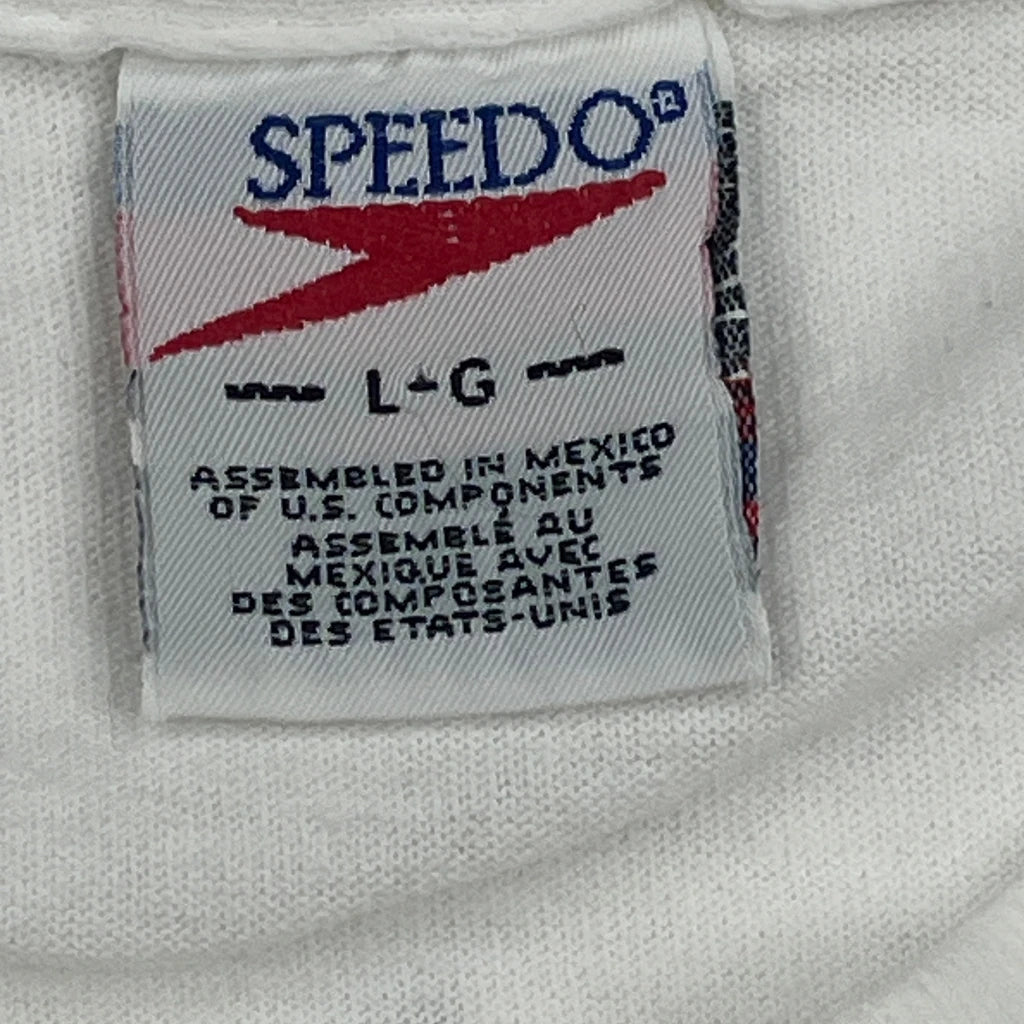 SPEEDO®
L-G
ASSEMBLED IN MEXICO
OF U.S. COMPONENTS
ASSEMBLÉ AU
MEXIQUE AVEC
DES COMPOSANTES
DES ETATS-UNIS